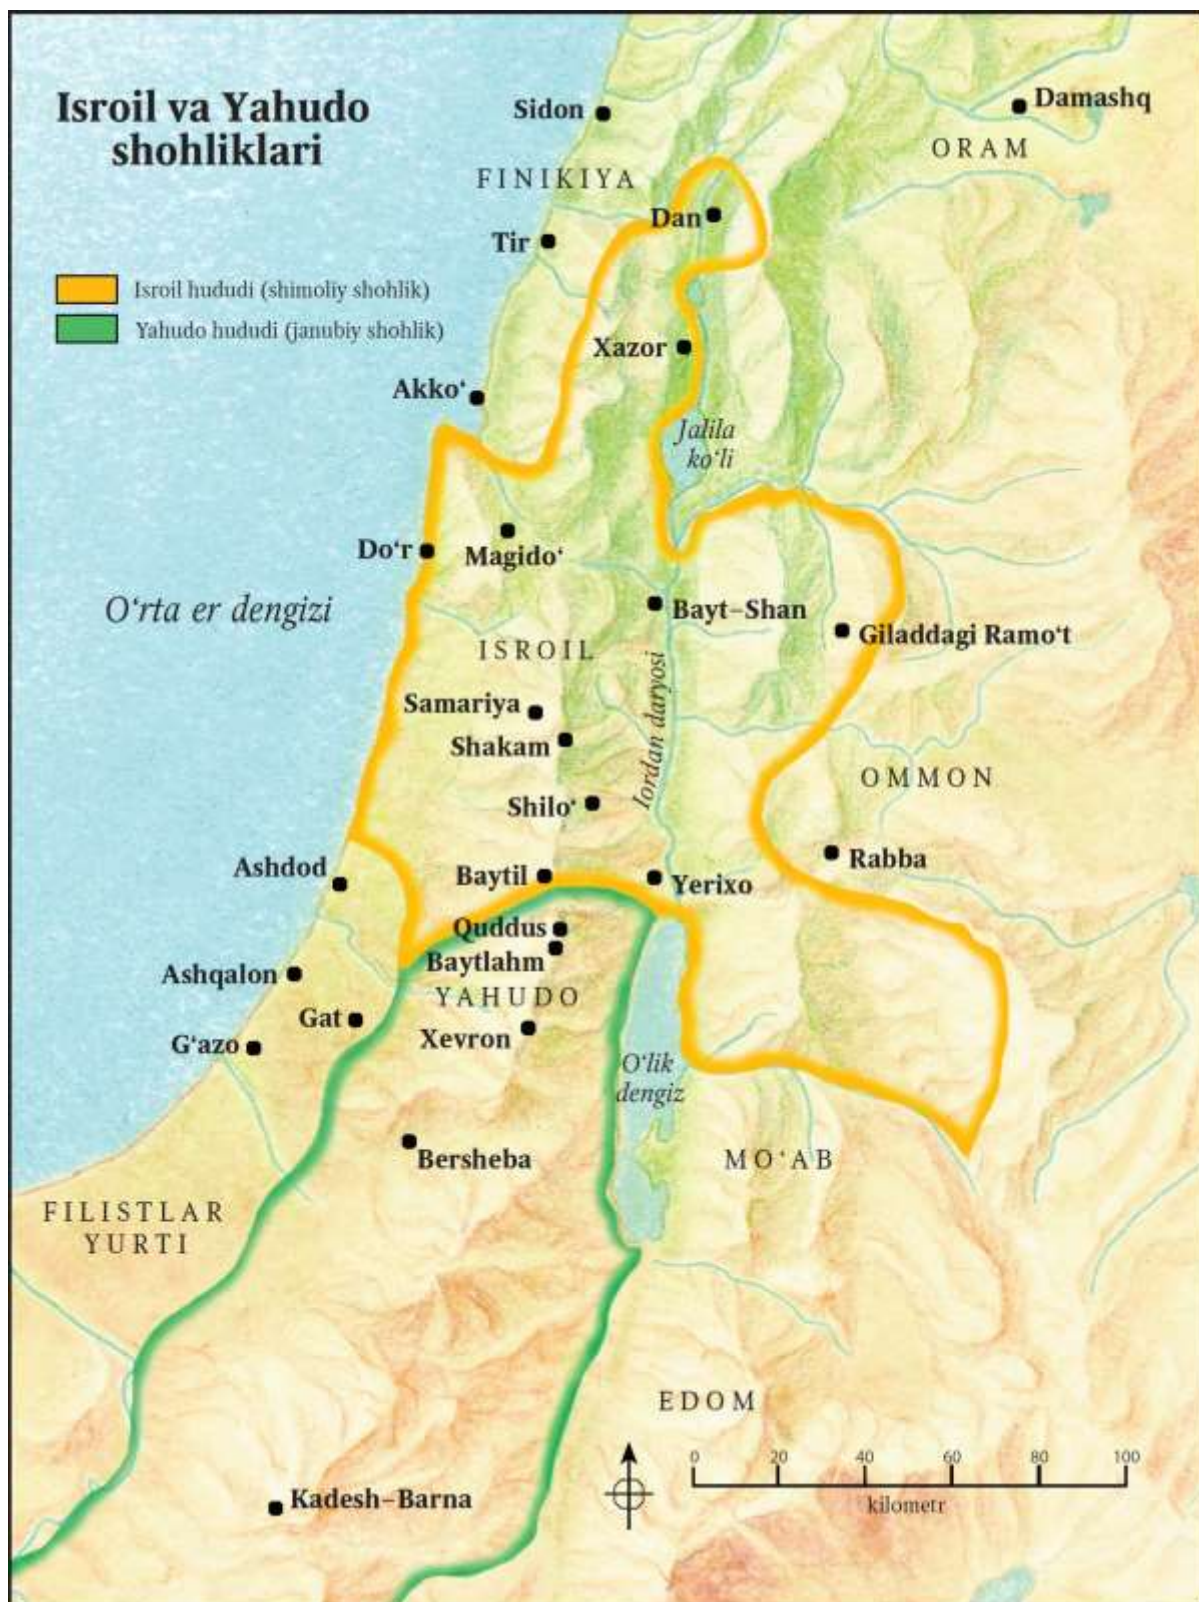 Isroil va Yahudo
shohliklari
Isroil hududi (shimoliy shohlik)
Yahudo hududi (janubiy shohlik)
Sidon
Damashq
ORAM
FINIKIYA
Dan
Tir
Xazor
Akko‘
Jalila
ko‘li
Do‘r
Magido‘
O‘rta er dengizi
Bayt–Shan
Giladdagi Ramo‘t
ISROIL
Iordan daryosi
Samariya
Shakam
OMMON
Shilo‘
Rabba
Ashdod
Baytil
Yerixo
Quddus
Baytlahm
Ashqalon
YAHUDO
Gat
Xevron
G‘azo
O‘lik
dengiz
Bersheba
MO‘AB
FILISTLAR
YURTI
EDOM
0 20 40 60 80 100
kilometr
Kadesh–Barna